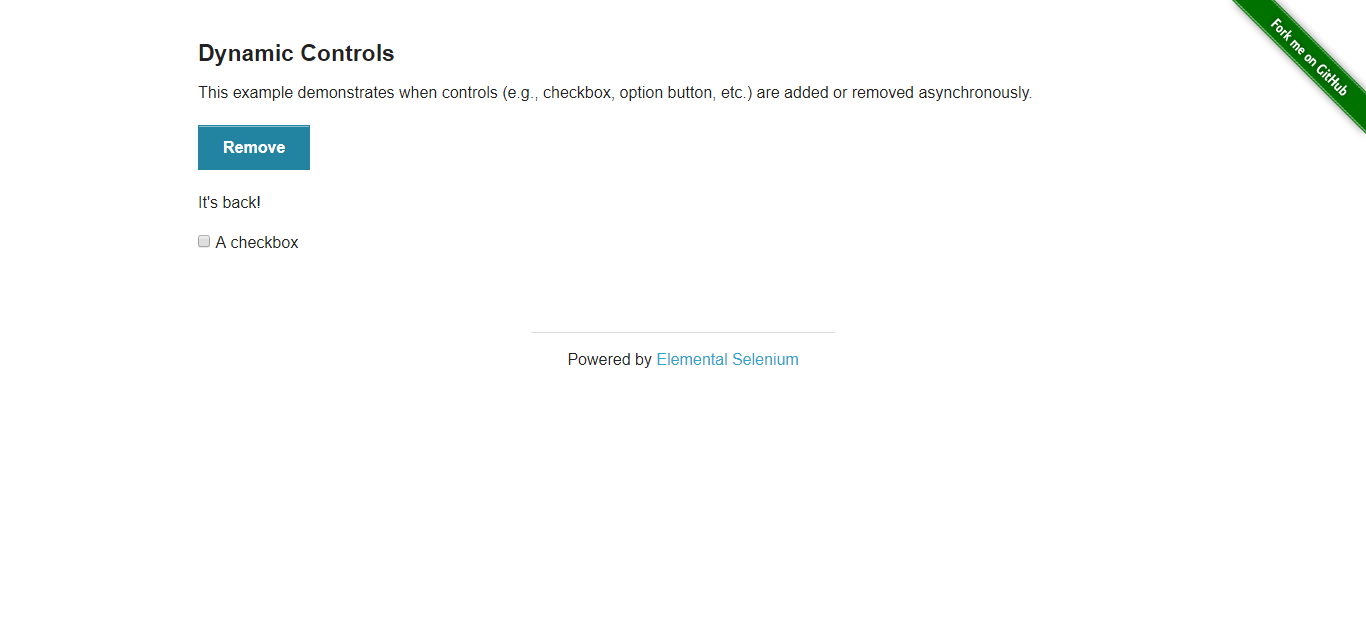 Fork me on GitHub
Dynamic Controls
This example demonstrates when controls (e.g., checkbox, option button, etc.) are added or removed asynchronously.
Remove
It's back!
A checkbox
Powered by Elemental Selenium